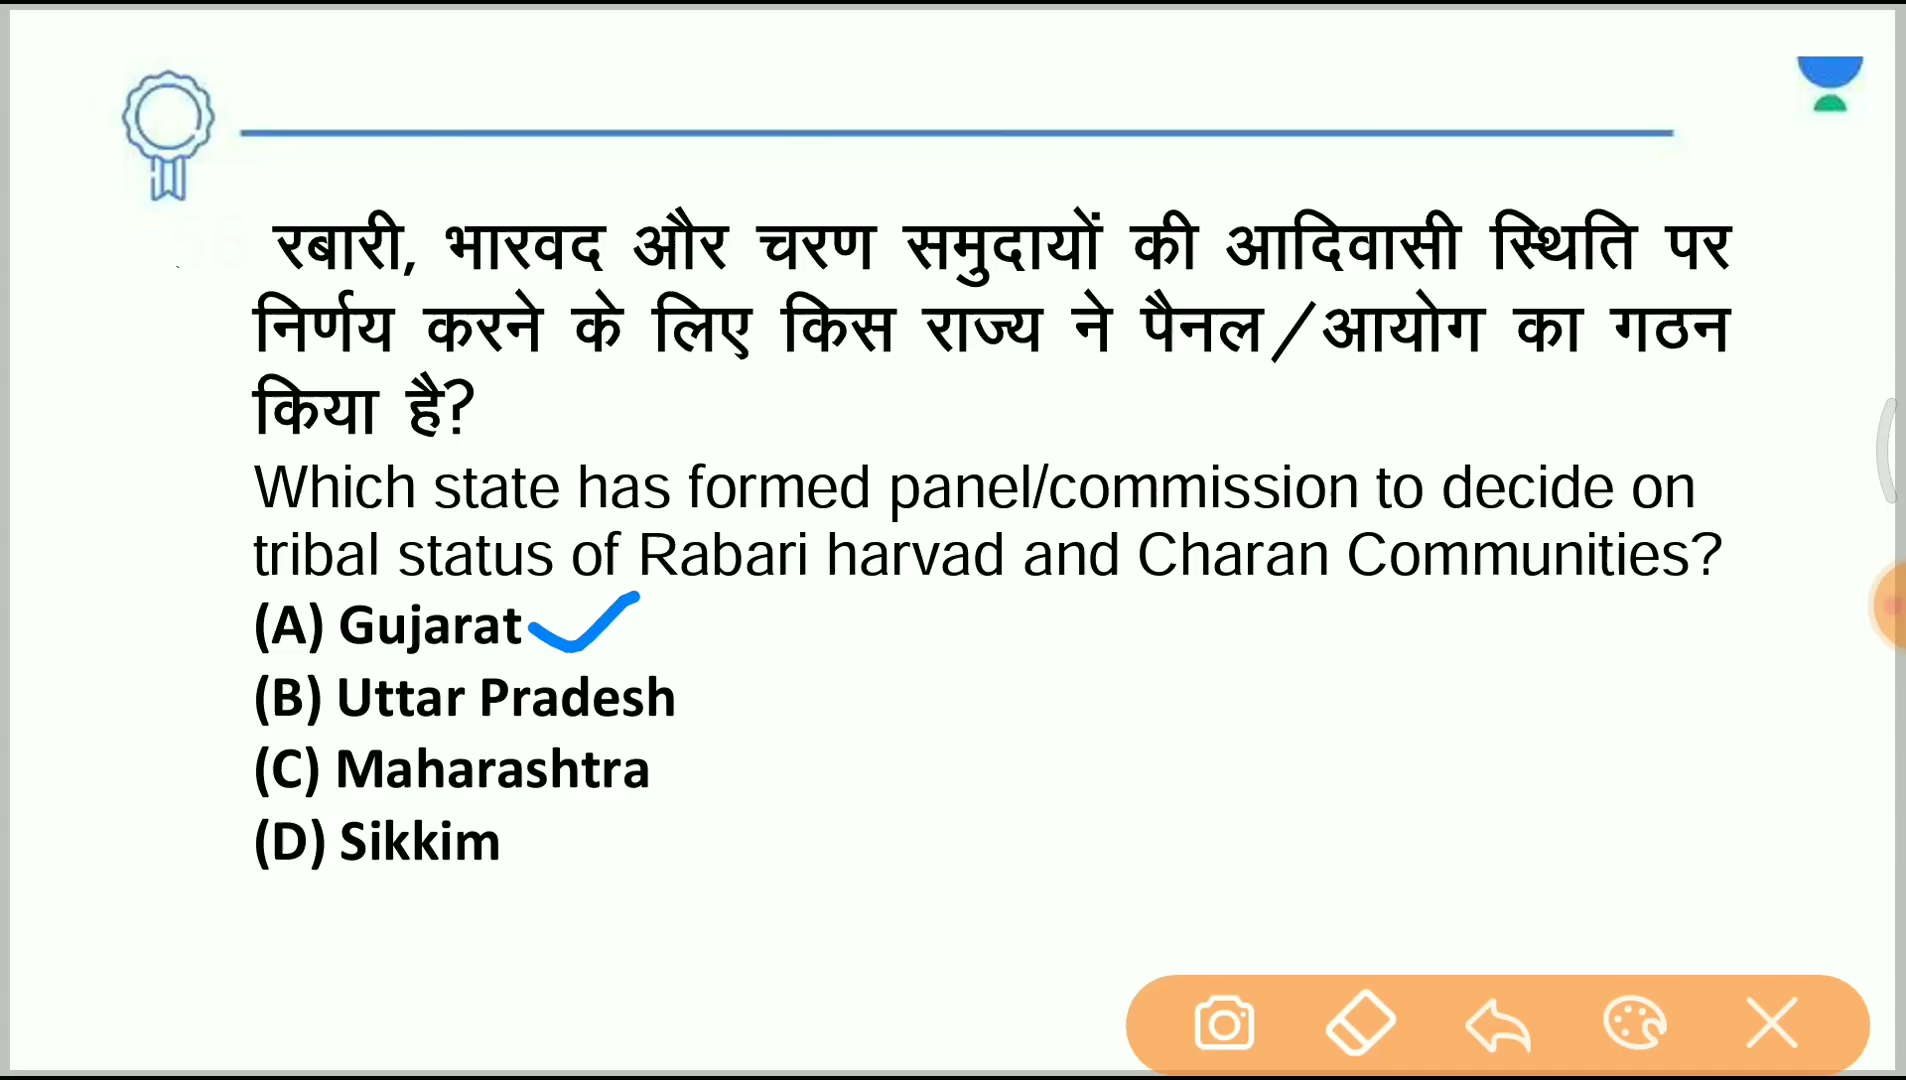 रबारी, भारवद और चरण समुदायों की आदिवासी स्थिति पर
निर्णय करने के लिए किस राज्य ने पैनल/आयोग का गठन
किया है?
Which state has formed panel/commission to decide on
tribal status of Rabari harvad and Charan Communities?
(A) Gujarat
(B) Uttar Pradesh
(C) Maharashtra
(D) Sikkim